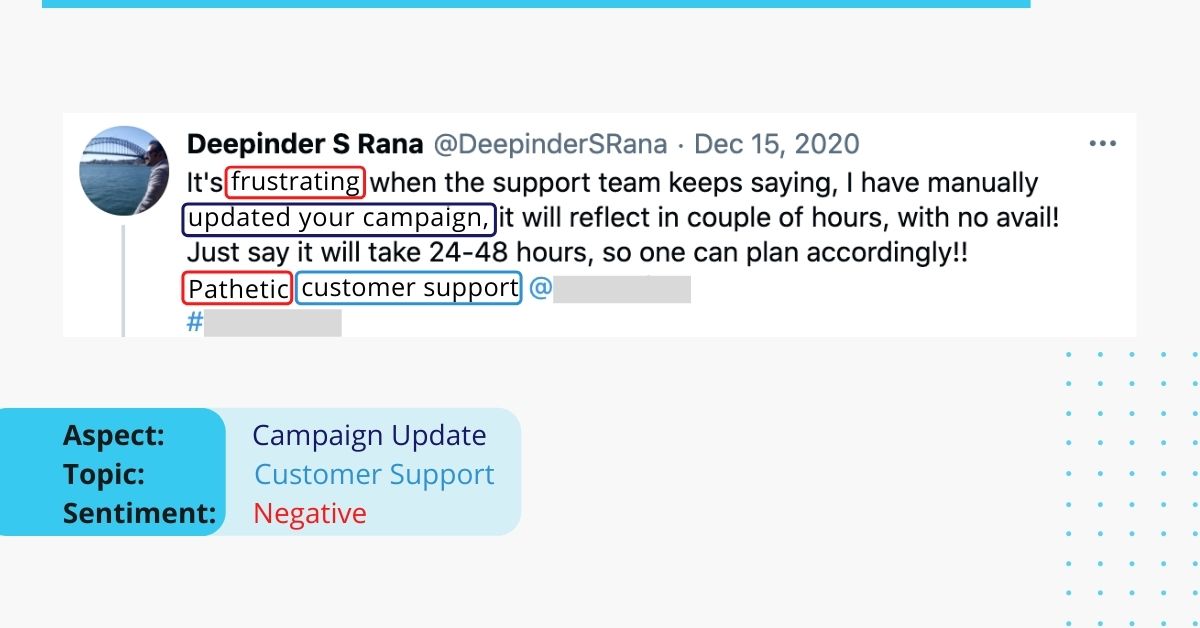 Deepinder S Rana @DeepinderSRana · Dec 15, 2020
It's frustrating when the support team keeps saying, I have manually
updated your campaign, it will reflect in couple of hours, with no avail!
Just say it will take 24-48 hours, so one can plan accordingly!!
Pathetic customer support @
#
Aspect: Campaign Update
Topic: Customer Support
Sentiment: Negative